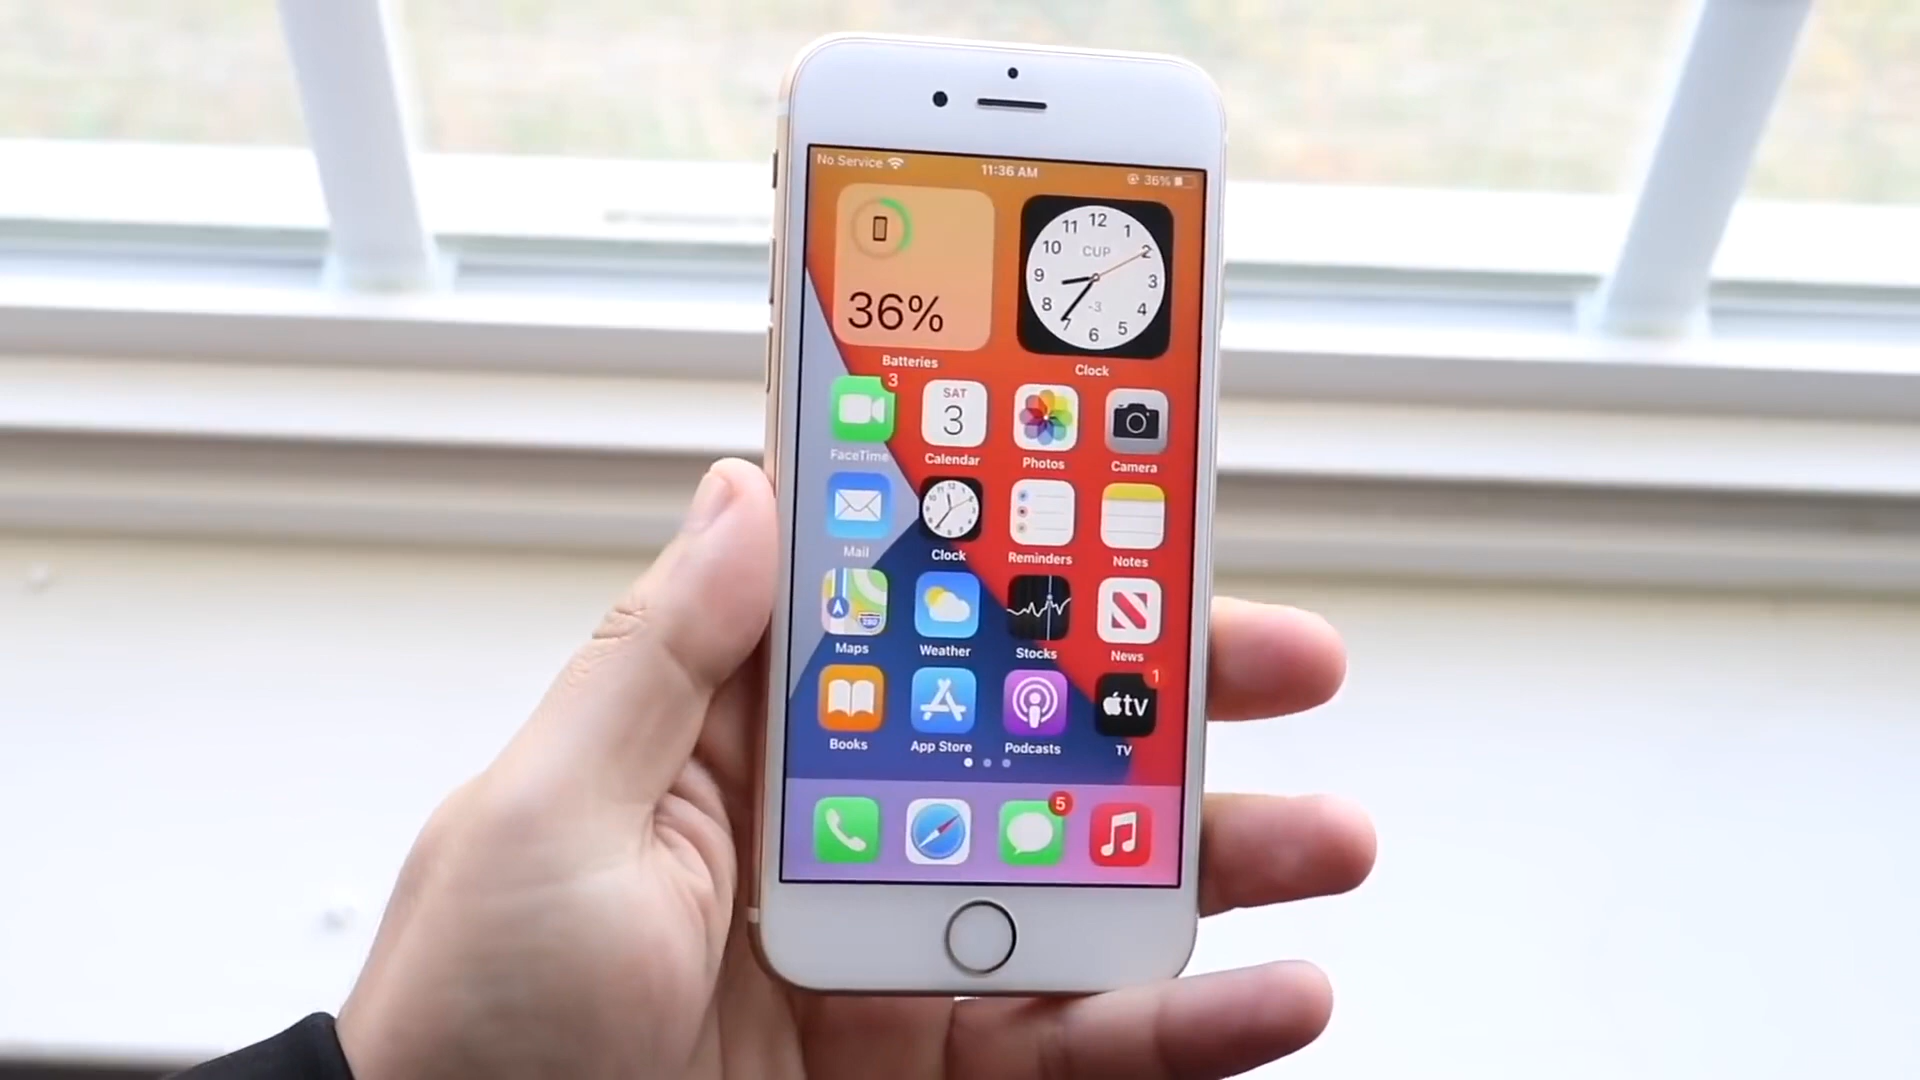 No Service
11:36 AM
36%
36%
Batteries
12
11
1
10
CUP
2
9
3
8
-3
4
7
5
6
Clock
3
FaceTime
SAT
3
Calendar
Photos
Camera
Mail
Clock
Reminders
Notes
280
Maps
Weather
Stocks
News
1
tv
Books
App Store
Podcasts
TV
5